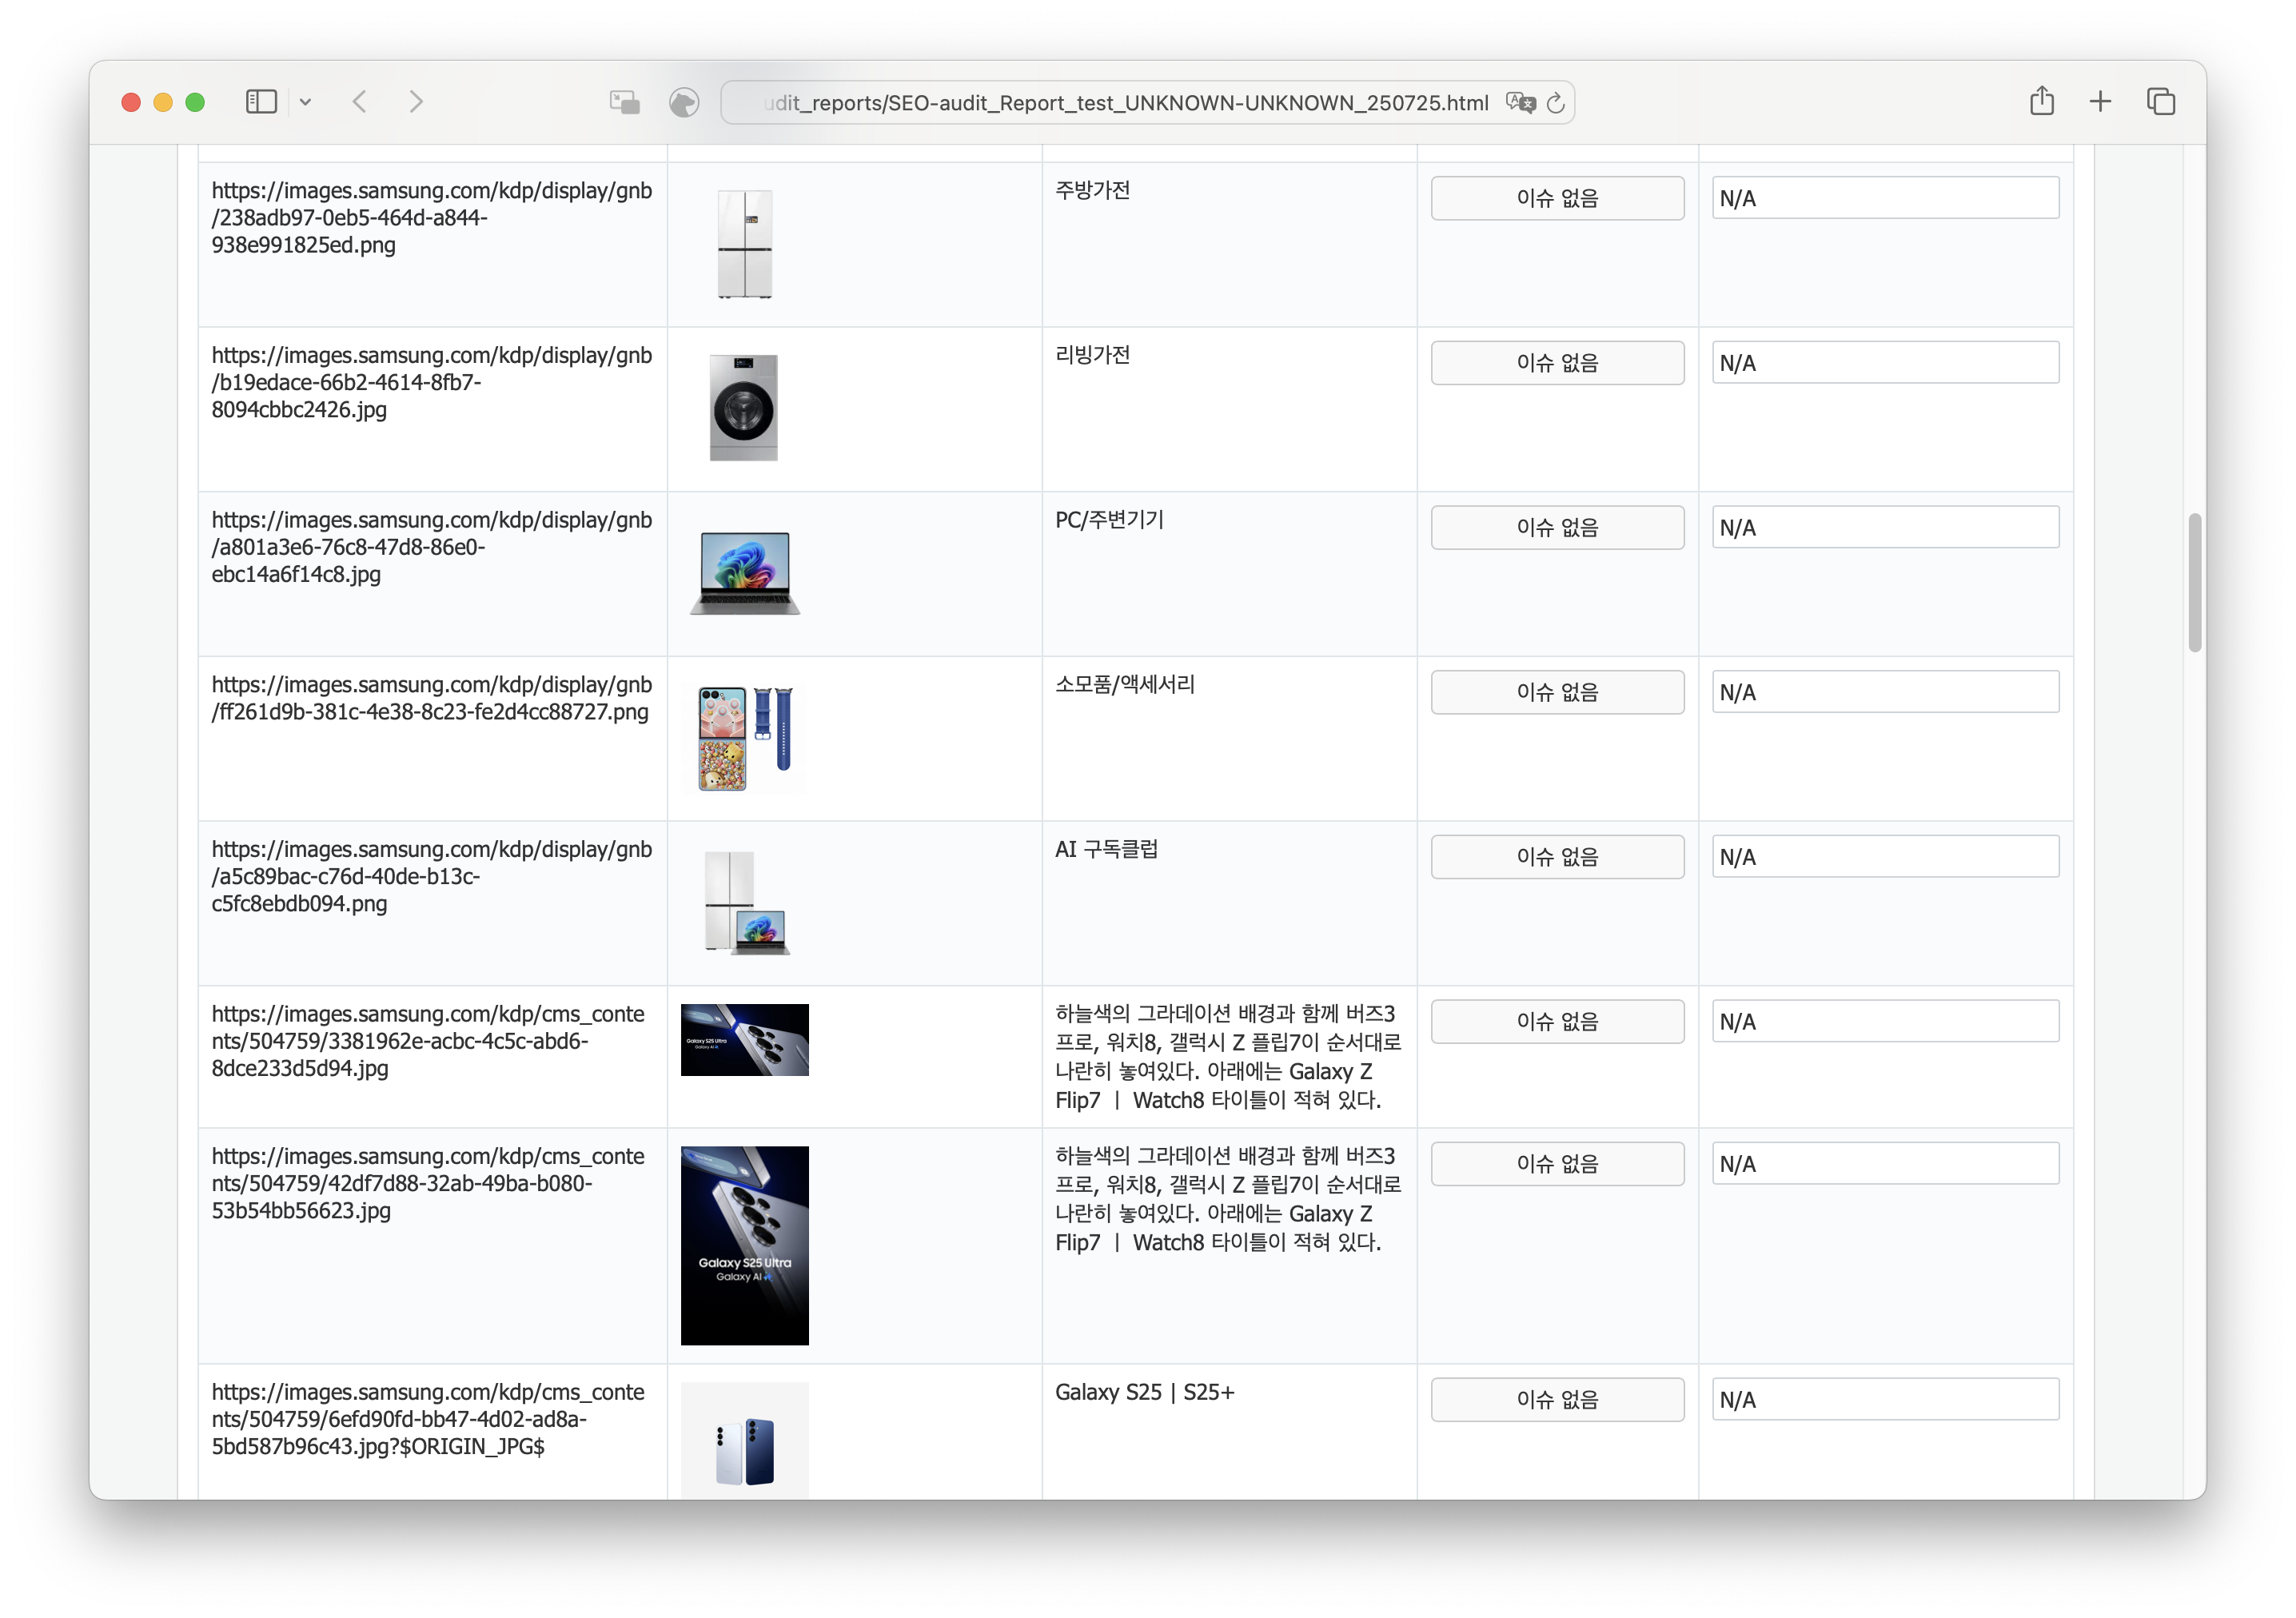 udit_reports/SEO-audit_Report_test_UNKNOWN-UNKNOWN_250725.html
https://images.samsung.com/kdp/display/gnb
/238adb97-0eb5-464d-a844-
938e991825ed.png
주방가전
이슈 없음
N/A
https://images.samsung.com/kdp/display/gnb
/b19edace-66b2-4614-8fb7-
8094cbbc2426.jpg
리빙가전
이슈 없음
N/A
https://images.samsung.com/kdp/display/gnb
/a801a3e6-76c8-47d8-86e0-
ebc14a6f14c8.jpg
PC/주변기기
이슈 없음
N/A
https://images.samsung.com/kdp/display/gnb
/ff261d9b-381c-4e38-8c23-fe2d4cc88727.png
소모품/액세서리
이슈 없음
N/A
https://images.samsung.com/kdp/display/gnb
/a5c89bac-c76d-40de-b13c-
c5fc8ebdb094.png
AI 구독클럽
이슈 없음
N/A
https://images.samsung.com/kdp/cms_conte
nts/504759/3381962e-acbc-4c5c-abd6-
8dce233d5d94.jpg
Galaxy S25 Ultra
Galaxy AI
하늘색의 그라데이션 배경과 함께 버즈3
프로, 워치8, 갤럭시 Z 플립7이 순서대로
나란히 놓여있다. 아래에는 Galaxy Z
Flip7 ㅣ Watch8 타이틀이 적혀 있다.
이슈 없음
N/A
https://images.samsung.com/kdp/cms_conte
nts/504759/42df7d88-32ab-49ba-b080-
53b54bb56623.jpg
Galaxy S25 Ultra
Galaxy AI
하늘색의 그라데이션 배경과 함께 버즈3
프로, 워치8, 갤럭시 Z 플립7이 순서대로
나란히 놓여있다. 아래에는 Galaxy Z
Flip7 ㅣ Watch8 타이틀이 적혀 있다.
이슈 없음
N/A
https://images.samsung.com/kdp/cms_conte
nts/504759/6efd90fd-bb47-4d02-ad8a-
5bd587b96c43.jpg?$ORIGIN_JPG$
Galaxy S25 | S25+
이슈 없음
N/A